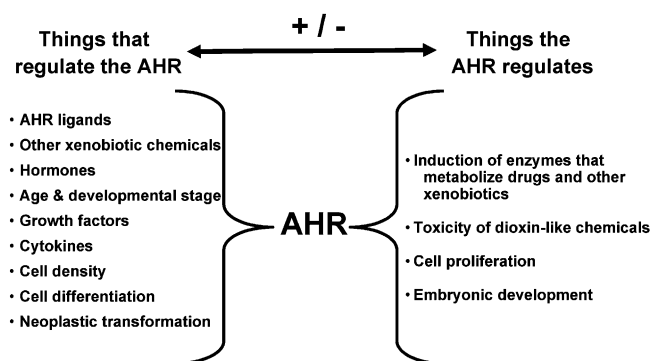 + / -
Things that
regulate the AHR
Things the
AHR regulates
• AHR ligands
• Other xenobiotic chemicals
• Hormones
• Age & developmental stage
• Growth factors
• Cytokines
• Cell density
• Cell differentiation
• Neoplastic transformation
AHR
• Induction of enzymes that
metabolize drugs and other
xenobiotics
• Toxicity of dioxin-like chemicals
• Cell proliferation
• Embryonic development